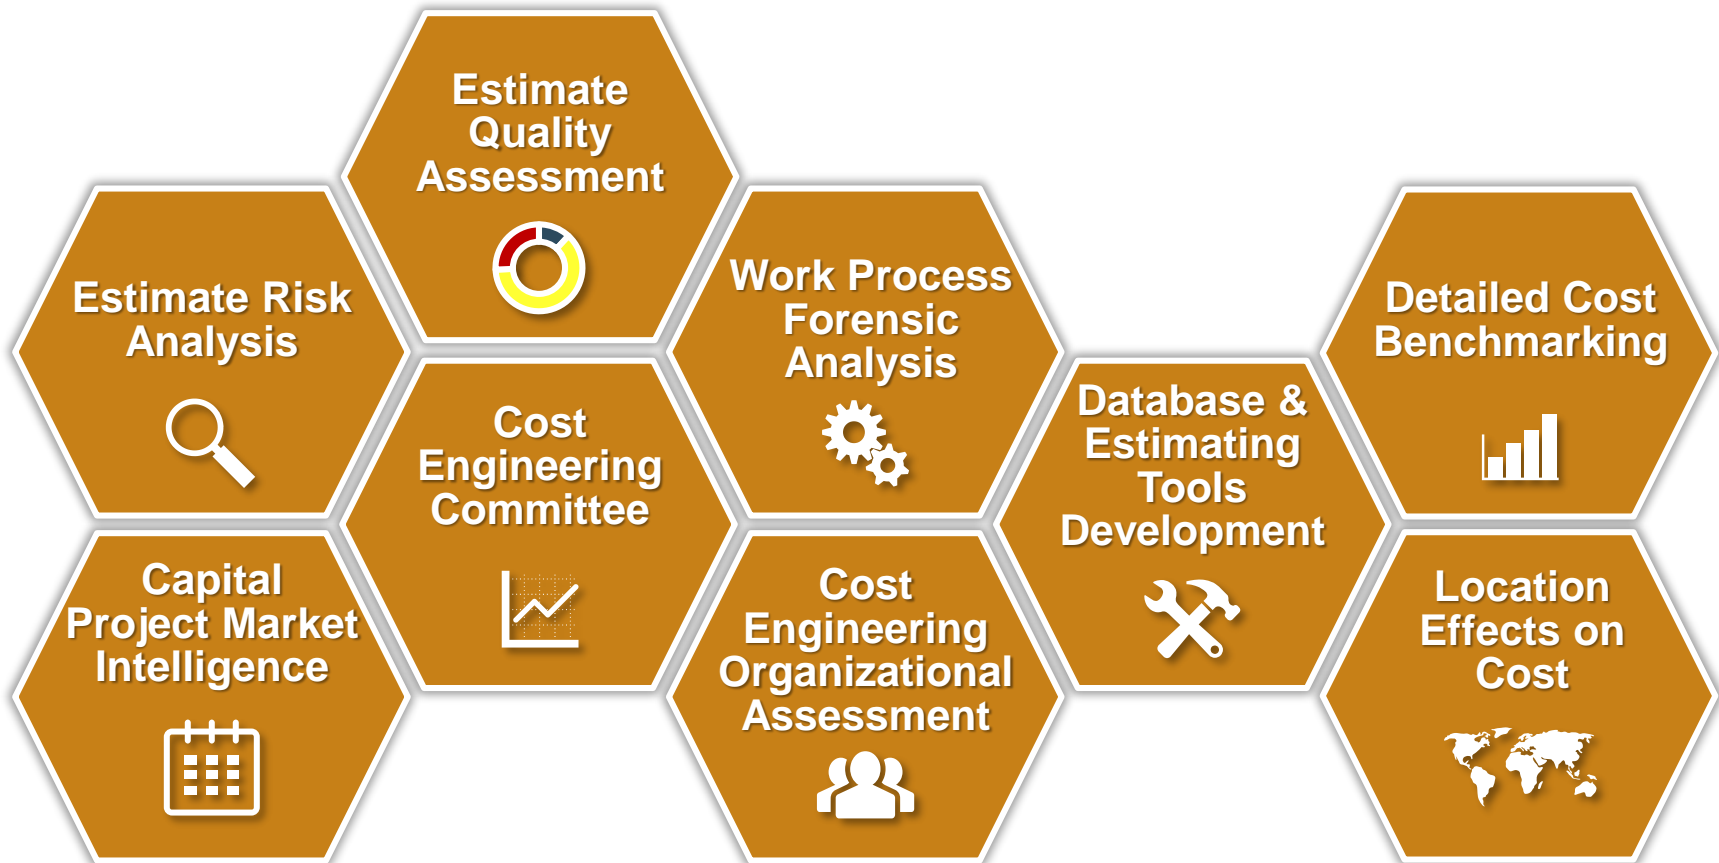 Estimate
Quality
Assessment
Estimate Risk
Analysis
Work Process
Forensic
Analysis
Detailed Cost
Benchmarking
Cost
Engineering
Committee
Database &
Estimating
Tools
Development
Capital
Project Market
Intelligence
Cost
Engineering
Organizational
Assessment
Location
Effects on
Cost